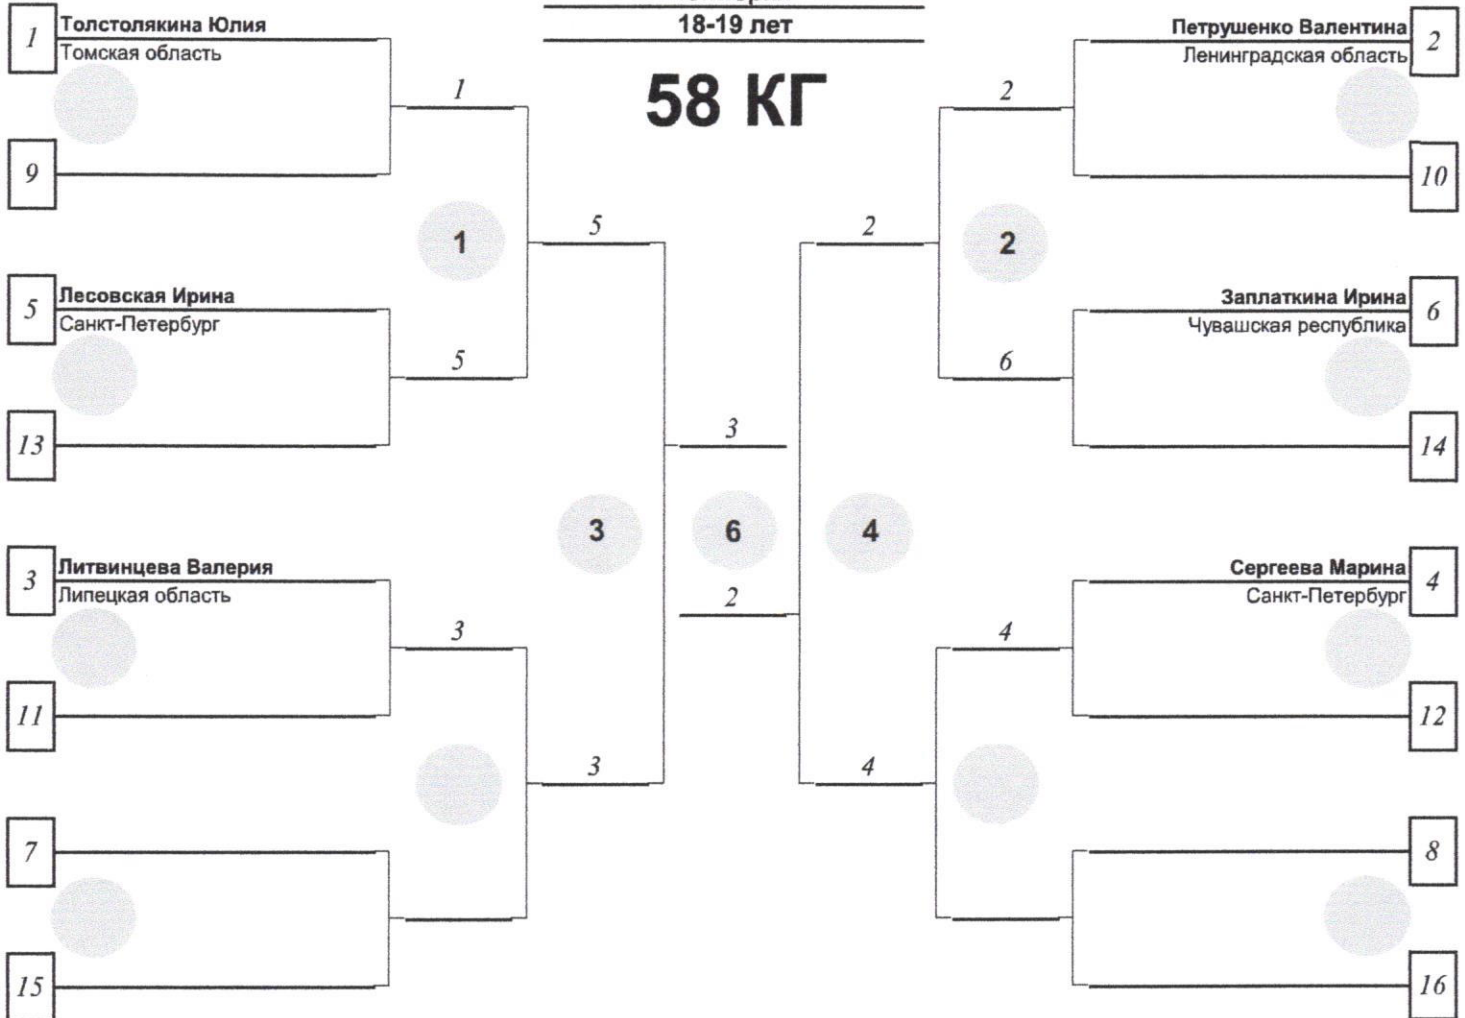 18-19 лет
58 КГ
1
Толстолякина Юлия
Томская область
1
9
5
Лесовская Ирина
Санкт-Петербург
5
13
1
5
3
Литвинцева Валерия
Липецкая область
3
11
7
15
3
3
3
6
2
4
2
Петрушенко Валентина
Ленинградская область
2
10
2
2
6
Заплаткина Ирина
Чувашская республика
6
14
4
Сергеева Марина
Санкт-Петербург
4
12
4
8
16